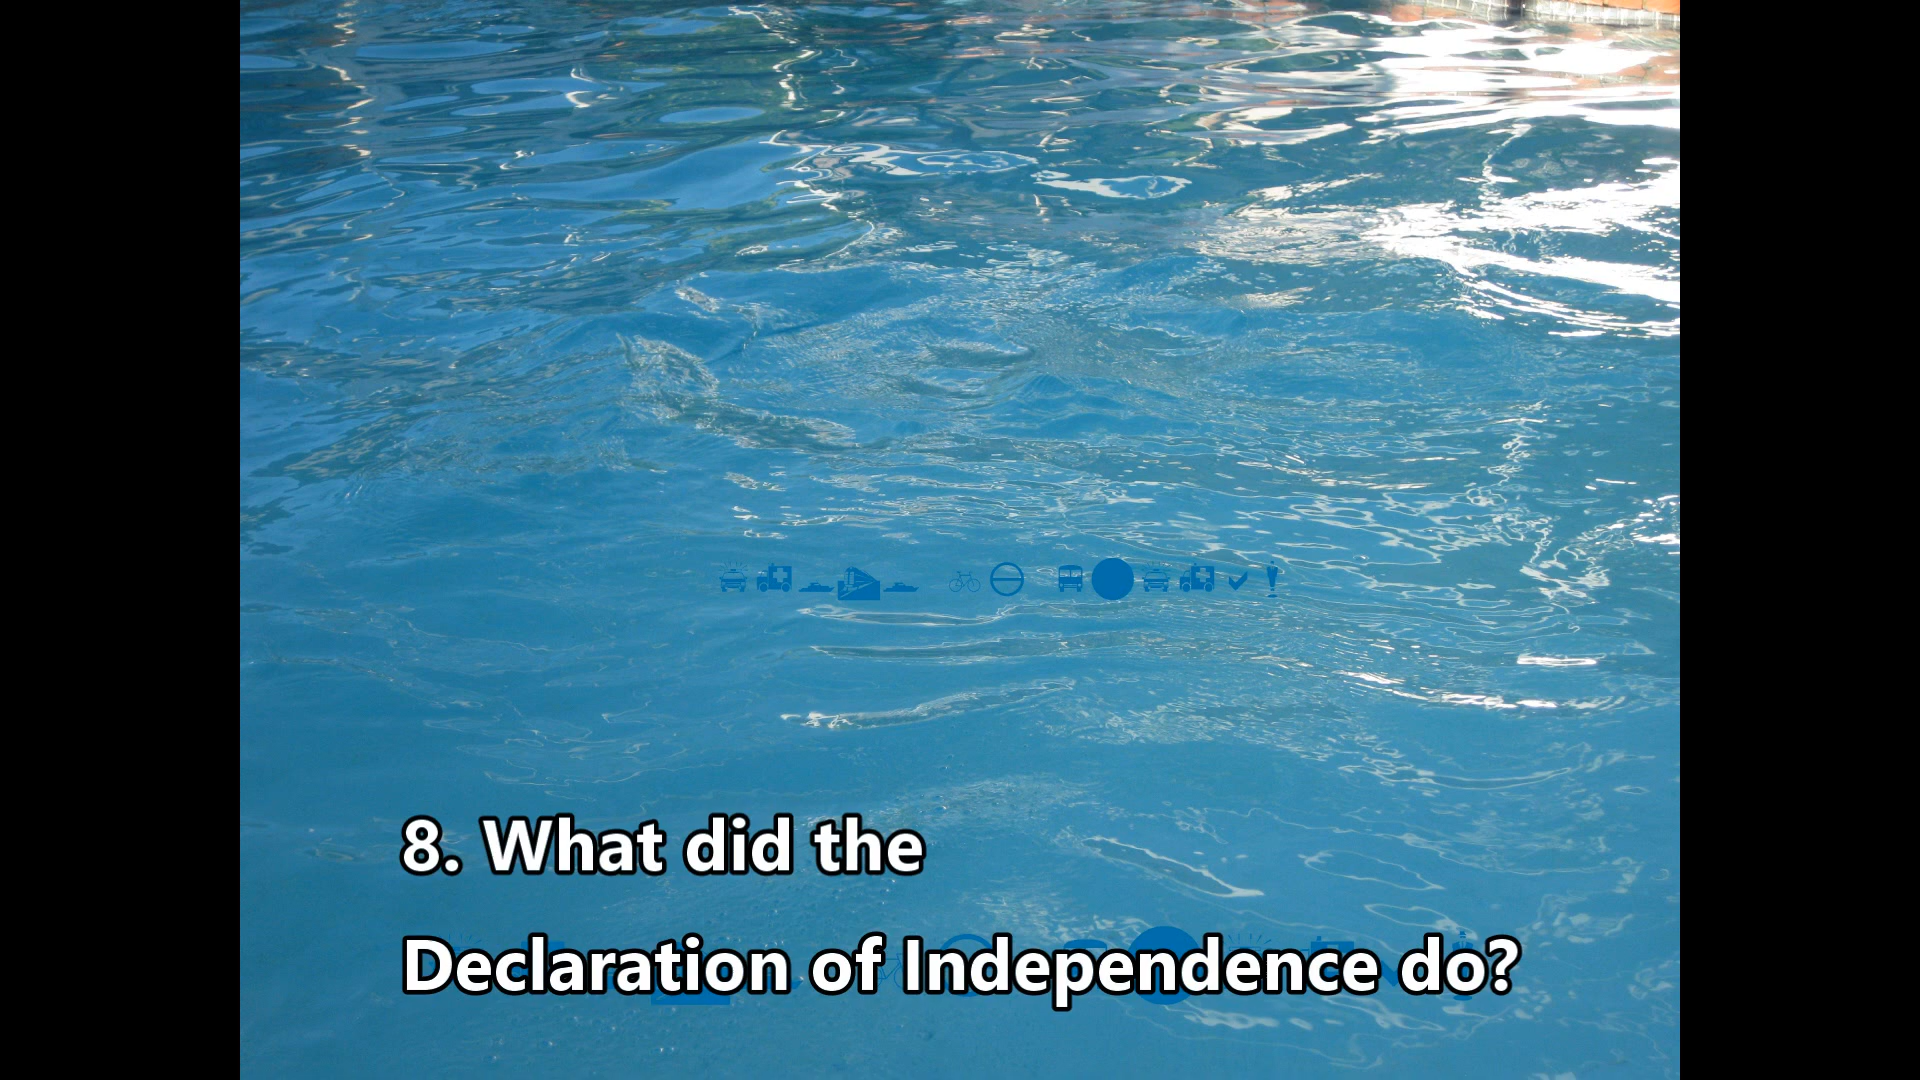 8. What did the
Declaration of Independence do?